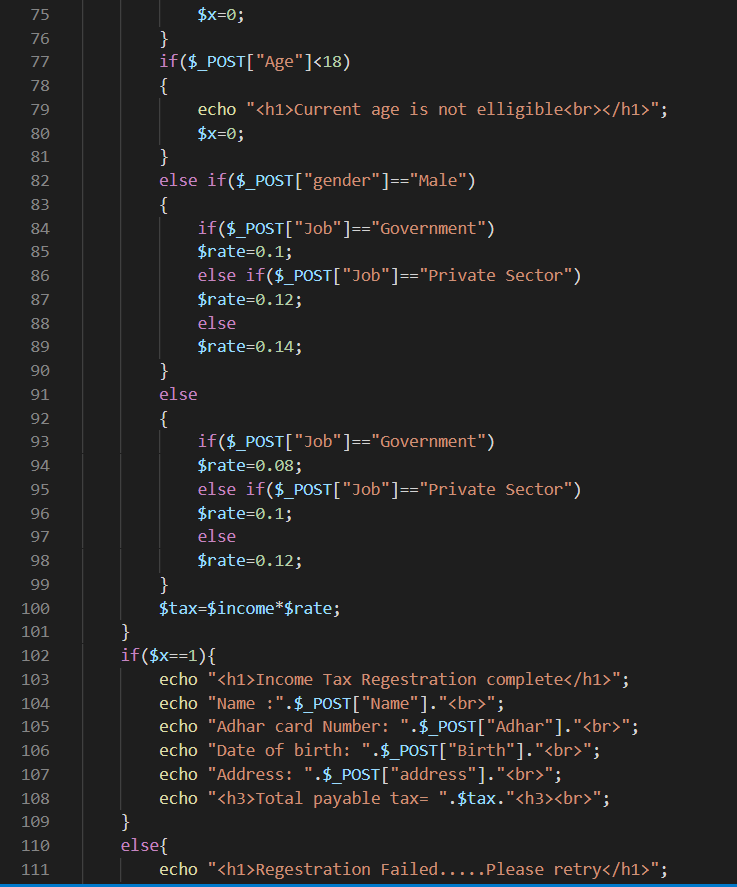 75 $x=0;
76 }
77 if($_POST["Age"]<18)
78 {
79 echo "<h1>Current age is not elligible<br></h1>";
80 $x=0;
81 }
82 else if($_POST["gender"]=="Male")
83 {
84 if($_POST["Job"]=="Government")
85 $rate=0.1;
86 else if($_POST["Job"]=="Private Sector")
87 $rate=0.12;
88 else
89 $rate=0.14;
90 }
91 else
92 {
93 if($_POST["Job"]=="Government")
94 $rate=0.08;
95 else if($_POST["Job"]=="Private Sector")
96 $rate=0.1;
97 else
98 $rate=0.12;
99 }
100 $tax=$income*$rate;
101 }
102 if($x==1){
103 echo "<h1>Income Tax Regestration complete</h1>";
104 echo "Name :".$_POST["Name"]."<br>";
105 echo "Adhar card Number: ".$_POST["Adhar"]."<br>";
106 echo "Date of birth: ".$_POST["Birth"]."<br>";
107 echo "Address: ".$_POST["address"]."<br>";
108 echo "<h3>Total payable tax= ".$tax."<h3><br>";
109 }
110 else{
111 echo "<h1>Regestration Failed.....Please retry</h1>";